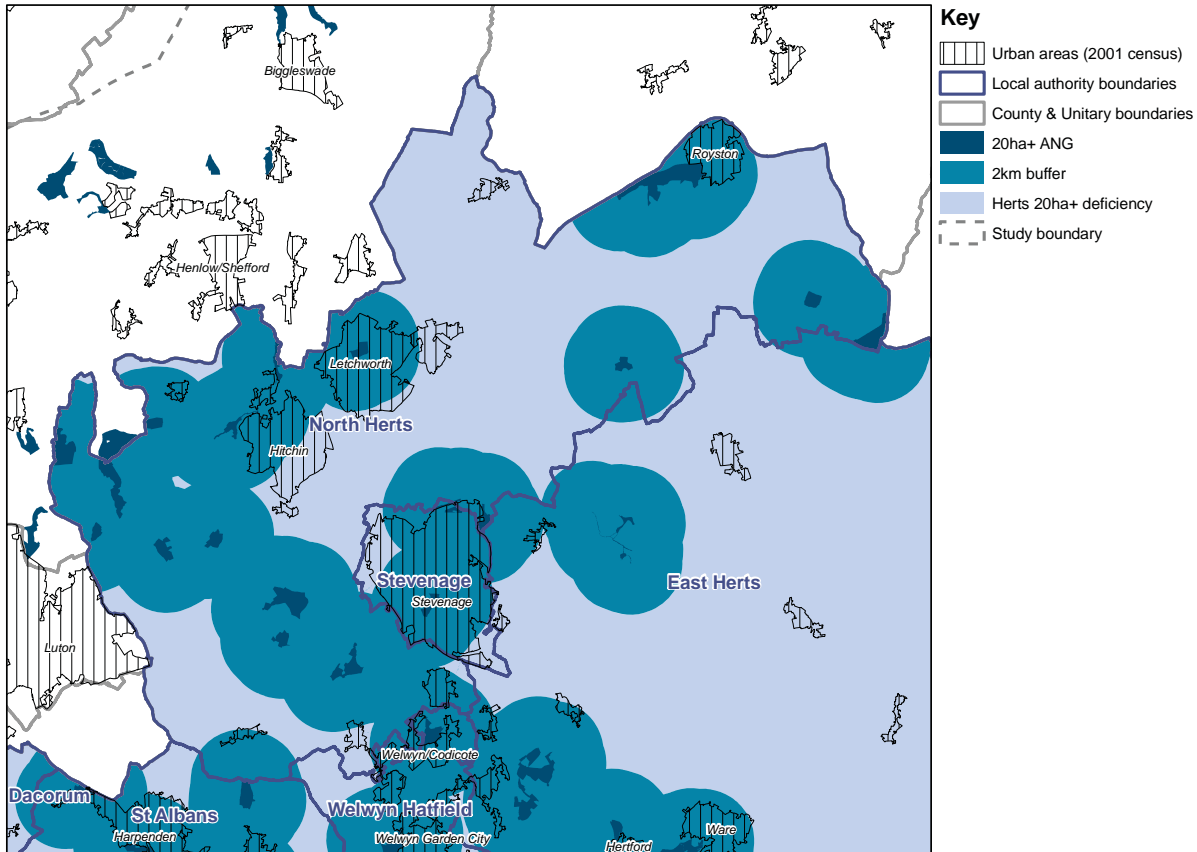 Key
Urban areas (2001 census)
Local authority boundaries
County & Unitary boundaries
20ha+ ANG
2km buffer
Herts 20ha+ deficiency
Study boundary
Biggleswade
Royston
Henlow/Shefford
Letchworth
North Herts
Hitchin
Stevenage
Stevenage
East Herts
Luton
Welwyn/Codicote
Dacorum
St Albans
Welwyn Hatfield
Harpenden
Welwyn Garden City
Ware
Hertford